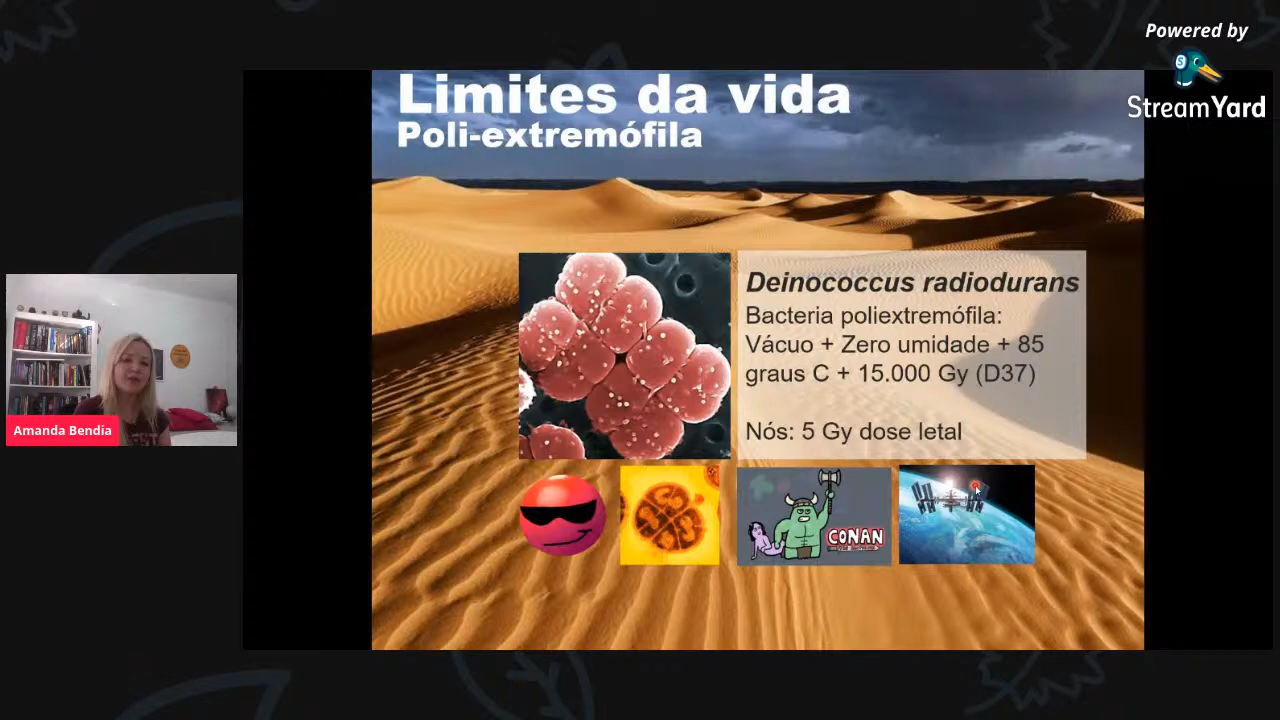 Powered by
StreamYard
Limites da vida
Poli-extremófila
Deinococcus radiodurans
Bacteria poliextremófila:
Vácuo + Zero umidade + 85
graus C + 15.000 Gy (D37)
Nós: 5 Gy dose letal
Amanda Bendia
CONAN